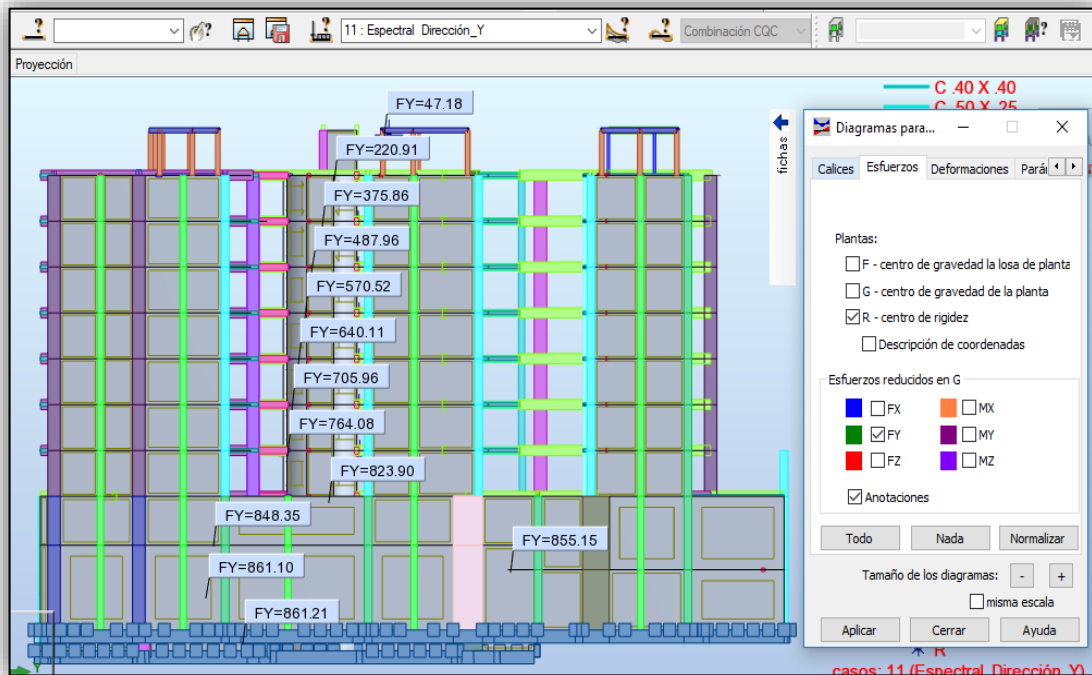 11 : Espectral Dirección_Y
Combinación CQC
Proyección
C .40 X .40
C .50 X .25
FY=47.18
FY=220.91
FY=375.86
FY=487.96
FY=570.52
FY=640.11
FY=705.96
FY=764.08
FY=823.90
FY=848.35
FY=855.15
FY=861.10
FY=861.21
Y
fichas
Diagramas para...
Calices Esfuerzos Deformaciones Pará
Plantas:
F - centro de gravedad la losa de planta
G - centro de gravedad de la planta
R - centro de rigidez
Descripción de coordenadas
Esfuerzos reducidos en G
FX MX
FY MY
FZ MZ
Anotaciones
Todo Nada Normalizar
Tamaño de los diagramas: - +
misma escala
Aplicar Cerrar Ayuda
R
casos: 11 (Espectral Dirección_Y)